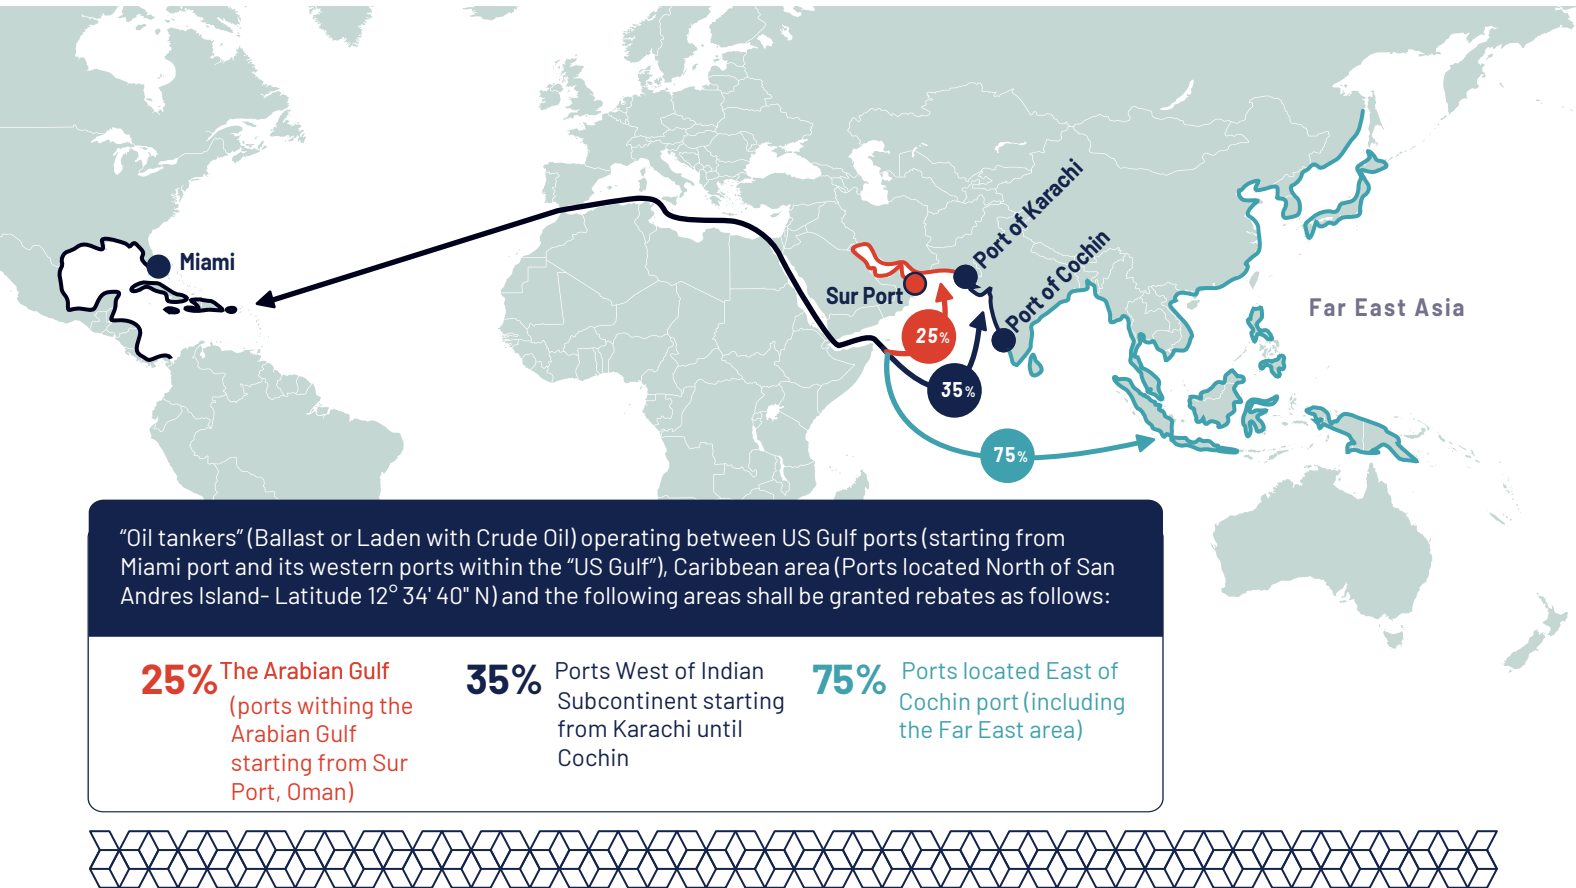 Port of Karachi
Port of Cochin
Miami
Sur Port
Far East Asia
25%
35%
75%
“Oil tankers” (Ballast or Laden with Crude Oil) operating between US Gulf ports (starting from
Miami port and its western ports within the “US Gulf”), Caribbean area (Ports located North of San
Andres Island- Latitude 12° 34' 40" N) and the following areas shall be granted rebates as follows:
25% The Arabian Gulf
(ports withing the
Arabian Gulf
starting from Sur
Port, Oman)
35% Ports West of Indian
Subcontinent starting
from Karachi until
Cochin
75% Ports located East of
Cochin port (including
the Far East area)